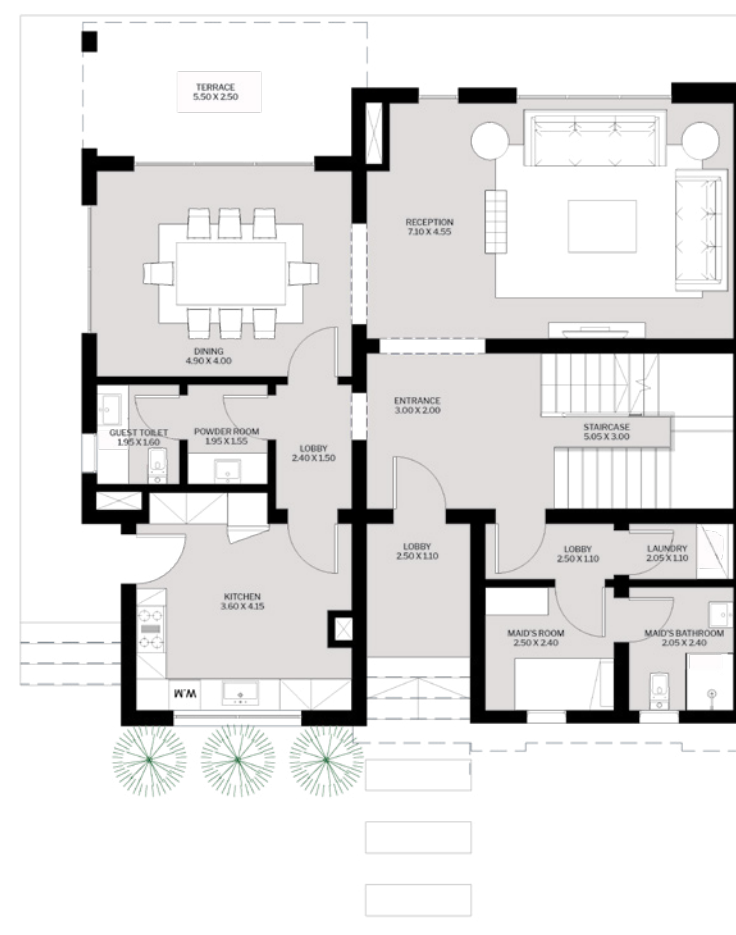 TERRACE
5.50 X 2.50
RECEPTION
7.10 X 4.55
DINING
4.90 X 4.00
ENTRANCE
3.00 X 2.00
GUEST TOILET
1.95 X 1.60
POWDER ROOM
1.95 X 1.55
LOBBY
2.40 X 1.50
STAIRCASE
5.05 X 3.00
LOBBY
2.50 X 1.10
LOBBY
2.50 X 1.10
LAUNDRY
2.05 X 1.10
KITCHEN
3.60 X 4.15
MAID'S ROOM
2.50 X 2.40
MAID'S BATHROOM
2.05 X 2.40
W.M